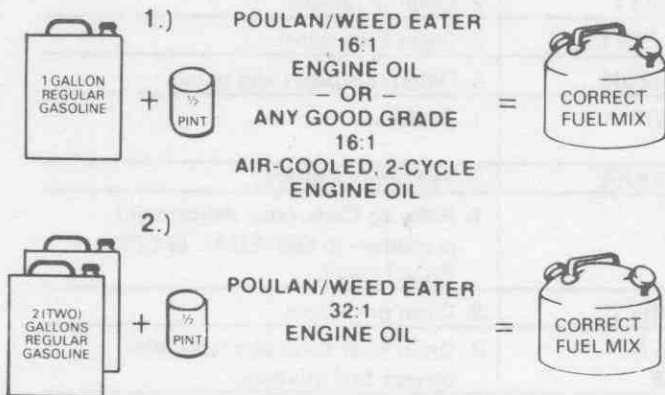 1.)
1 GALLON
REGULAR
GASOLINE
+
½
PINT
POULAN/WEED EATER
16:1
ENGINE OIL
– OR –
ANY GOOD GRADE
16:1
AIR-COOLED, 2-CYCLE
ENGINE OIL
=
CORRECT
FUEL MIX
2.)
2 (TWO)
GALLONS
REGULAR
GASOLINE
+
½
PINT
POULAN/WEED EATER
32:1
ENGINE OIL
=
CORRECT
FUEL MIX